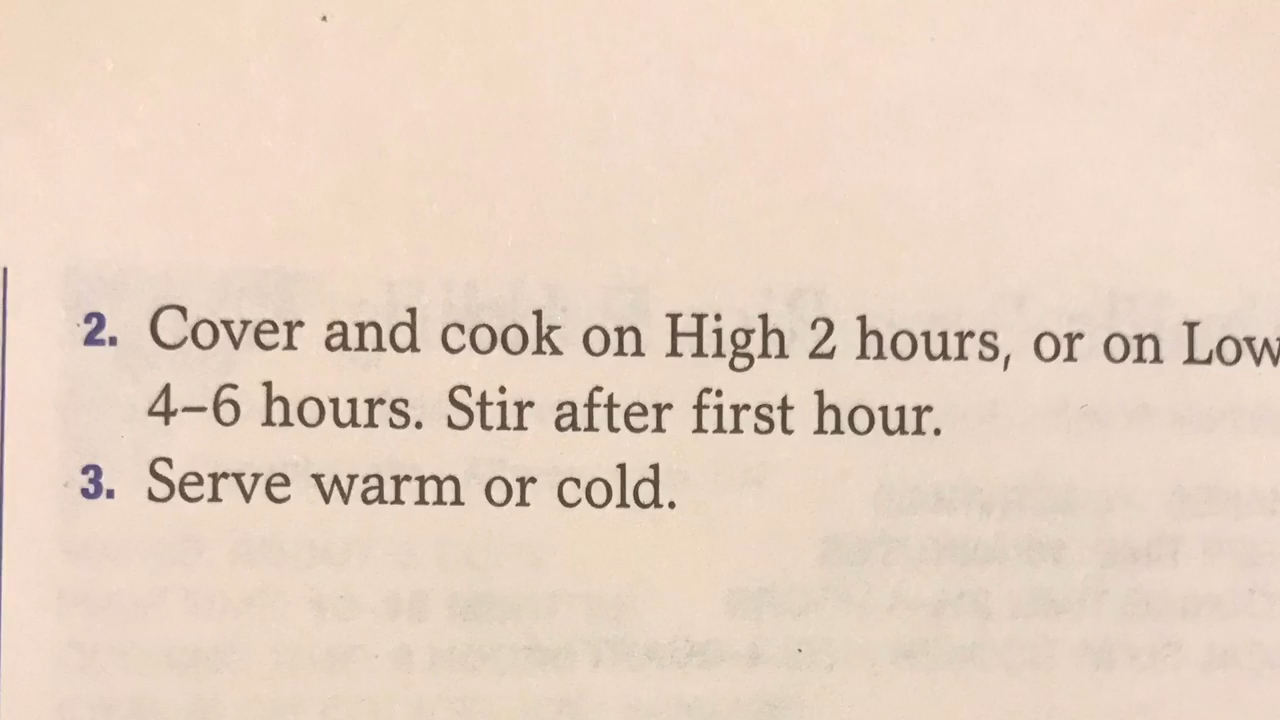 2. Cover and cook on High 2 hours, or on Low
4–6 hours. Stir after first hour.
3. Serve warm or cold.